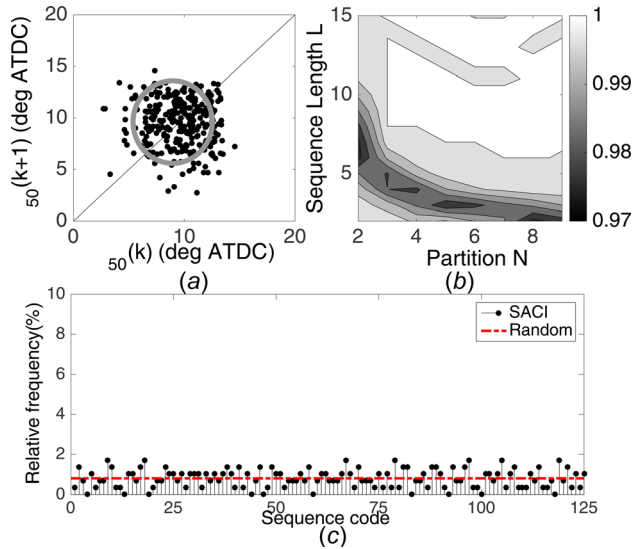 20
15
10
5
0
0
10
20
50(k+1) (deg ATDC)
50(k) (deg ATDC)
(a)
15
10
5
2
4
6
8
Sequence Length L
Partition N
(b)
1
0.99
0.98
0.97
10
8
6
4
2
0
0
25
50
75
100
125
Relative frequency(%)
Sequence code
SACI
Random
(c)